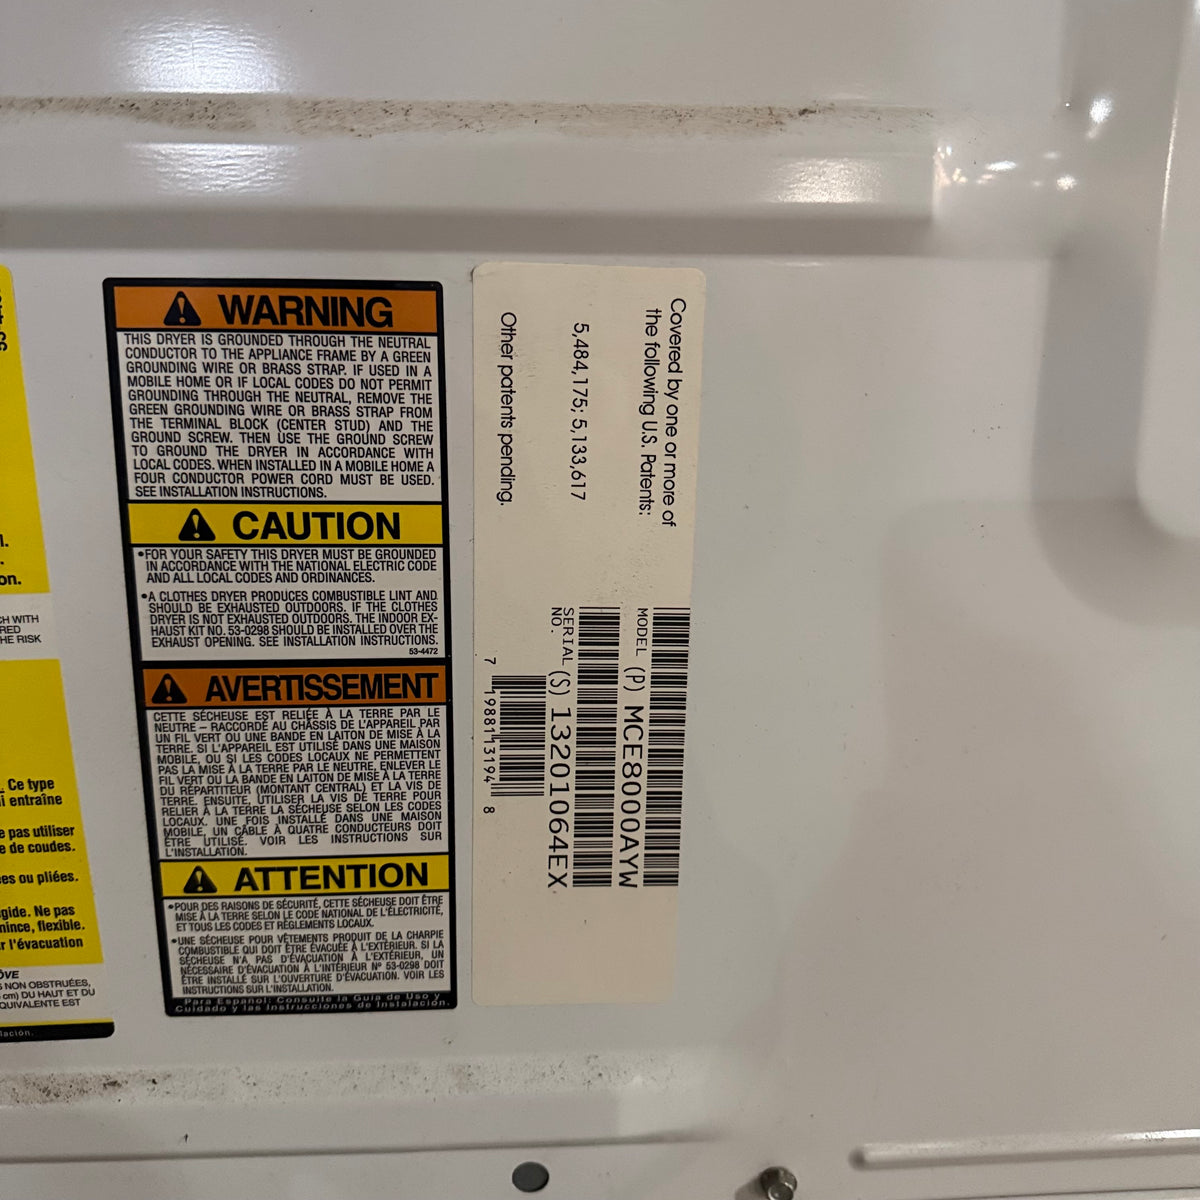 WARNING
THIS DRYER IS GROUNDED THROUGH THE NEUTRAL
CONDUCTOR TO THE APPLIANCE FRAME BY A GREEN
GROUNDING WIRE OR BRASS STRAP. IF USED IN A
MOBILE HOME OR IF LOCAL CODES DO NOT PERMIT
GROUNDING THROUGH THE NEUTRAL, REMOVE THE
GREEN GROUNDING WIRE OR BRASS STRAP FROM
THE TERMINAL BLOCK (CENTER STUD) AND THE
GROUND SCREW. THEN USE THE GROUND SCREW
TO GROUND THE DRYER IN ACCORDANCE WITH
LOCAL CODES. WHEN INSTALLED IN A MOBILE HOME A
FOUR CONDUCTOR POWER CORD MUST BE USED.
SEE INSTALLATION INSTRUCTIONS.
CAUTION
•FOR YOUR SAFETY THIS DRYER MUST BE GROUNDED
IN ACCORDANCE WITH THE NATIONAL ELECTRIC CODE
AND ALL LOCAL CODES AND ORDINANCES.
•A CLOTHES DRYER PRODUCES COMBUSTIBLE LINT AND
SHOULD BE EXHAUSTED OUTDOORS. IF THE CLOTHES
DRYER IS NOT EXHAUSTED OUTDOORS. THE INDOOR EX-
HAUST KIT NO. 53-0298 SHOULD BE INSTALLED OVER THE
EXHAUST OPENING. SEE INSTALLATION INSTRUCTIONS.
53-4472
AVERTISSEMENT
CETTE SÉCHEUSE EST RELIÉE À LA TERRE PAR LE
NEUTRE – RACCORDÉ AU CHÂSSIS DE L'APPAREIL PAR
UN FIL VERT OU UNE BANDE EN LAITON DE MISE À LA
TERRE. SI L'APPAREIL EST UTILISÉ DANS UNE MAISON
MOBILE, OU SI LES CODES LOCAUX NE PERMETTENT
PAS LA MISE À LA TERRE PAR LE NEUTRE, ENLEVER LE
FIL VERT OU LA BANDE EN LAITON DE MISE À LA TERRE
DU RÉPARTITEUR (MONTANT CENTRAL) ET LA VIS DE
TERRE. ENSUITE, UTILISER LA VIS DE TERRE POUR
RELIER À LA TERRE LA SÉCHEUSE SELON LES CODES
LOCAUX. UNE FOIS INSTALLÉ DANS UNE MAISON
MOBILE, UN CÂBLE À QUATRE CONDUCTEURS DOIT
ÊTRE UTILISÉ. VOIR LES INSTRUCTIONS SUR
L'INSTALLATION.
ATTENTION
•POUR DES RAISONS DE SÉCURITÉ, CETTE SÉCHEUSE DOIT ÊTRE
MISE À LA TERRE SELON LE CODE NATIONAL DE L'ÉLECTRICITÉ,
ET TOUS LES CODES ET RÈGLEMENTS LOCAUX.
•UNE SÉCHEUSE POUR VÊTEMENTS PRODUIT DE LA CHARPIE
COMBUSTIBLE QUI DOIT ÊTRE ÉVACUÉE À L'EXTÉRIEUR. SI LA
SÉCHEUSE N'A PAS D'ÉVACUATION À L'EXTÉRIEUR, UN
NÉCESSAIRE D'ÉVACUATION À L'INTÉRIEUR Nº 53-0298 DOIT
ÊTRE INSTALLÉ SUR L'OUVERTURE D'ÉVACUATION. VOIR LES
INSTRUCTIONS SUR L'INSTALLATION.
Para Español: Consulte la Guía de Uso y
Cuidado y las Instrucciones de Instalación.
Covered by one or more of
the following U.S. Patents:
5,484,175; 5,133,617
Other patents pending.
MODEL (P) MCE8000AYW
SERIAL NO. (S) 13201064EX
7 19881 13194 8
on.
CH WITH
RED
HE RISK
. Ce type
i entraîne
e pas utiliser
e de coudes.
es ou pliées.
gide. Ne pas
mince, flexible.
r l'évacuation
OVE
S NON OBSTRUÉES,
cm) DU HAUT ET DU
QUIVALENTE EST
lación.